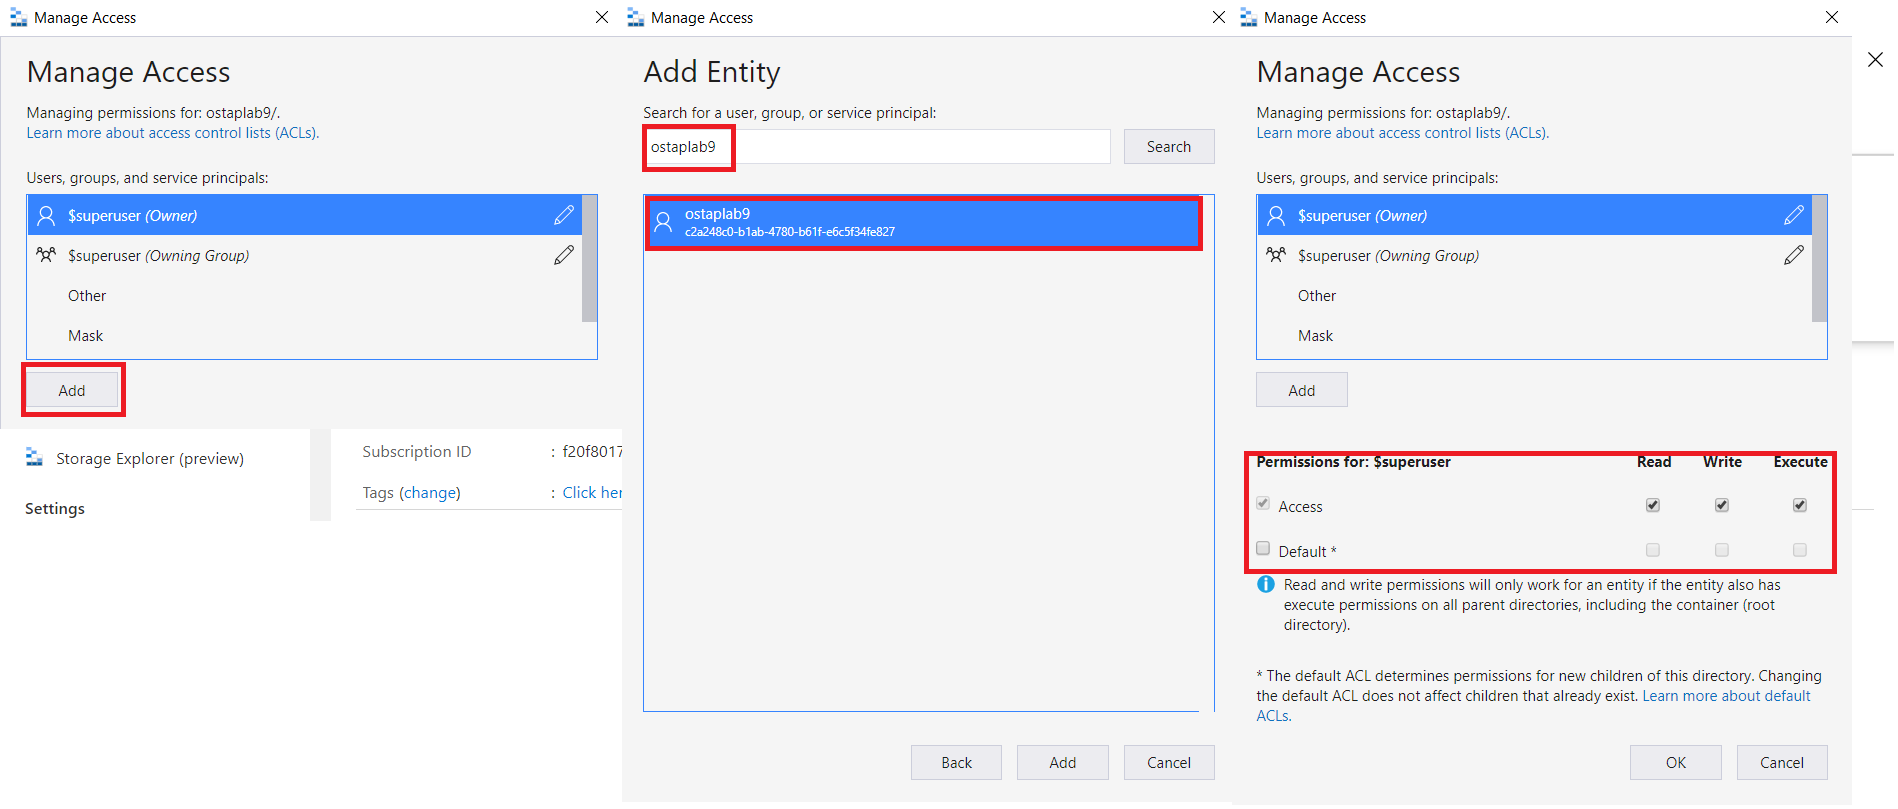 Manage Access
Manage Access
Managing permissions for: ostaplab9/.
Learn more about access control lists (ACLs).
Users, groups, and service principals:
$superuser (Owner)
$superuser (Owning Group)
Other
Mask
Add
Storage Explorer (preview)
Settings
Subscription ID : f20f8017
Tags (change) : Click her
Manage Access
Add Entity
Search for a user, group, or service principal:
ostaplab9
Search
ostaplab9
c2a248c0-b1ab-4780-b61f-e6c5f34fe827
Back Add Cancel
Manage Access
Manage Access
Managing permissions for: ostaplab9/.
Learn more about access control lists (ACLs).
Users, groups, and service principals:
$superuser (Owner)
$superuser (Owning Group)
Other
Mask
Add
Permissions for: $superuser Read Write Execute
Access
Default *
Read and write permissions will only work for an entity if the entity also has
execute permissions on all parent directories, including the container (root
directory).
* The default ACL determines permissions for new children of this directory. Changing
the default ACL does not affect children that already exist. Learn more about default
ACLs.
OK Cancel